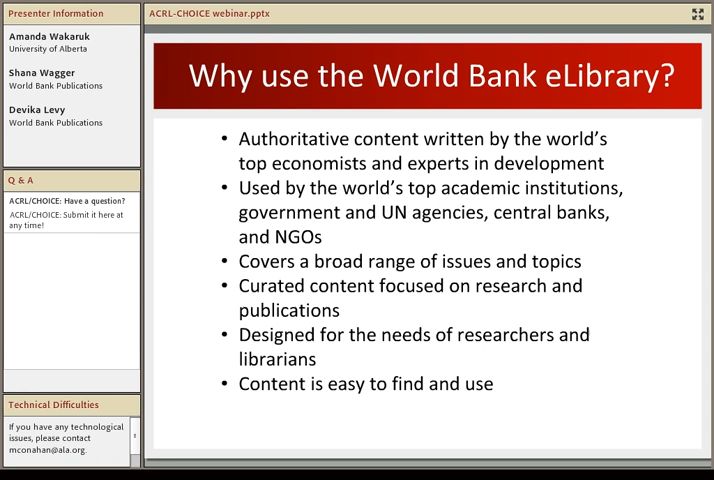 Presenter Information
Amanda Wakaruk
University of Alberta
Shana Wagger
World Bank Publications
Devika Levy
World Bank Publications
Q & A
ACRL/CHOICE: Have a question?
ACRL/CHOICE: Submit it here at
any time!
Technical Difficulties
If you have any technological
issues, please contact
mconahan@ala.org.
ACRL-CHOICE webinar.pptx
Why use the World Bank eLibrary?
• Authoritative content written by the world's
top economists and experts in development
• Used by the world's top academic institutions,
government and UN agencies, central banks,
and NGOs
• Covers a broad range of issues and topics
• Curated content focused on research and
publications
• Designed for the needs of researchers and
librarians
• Content is easy to find and use